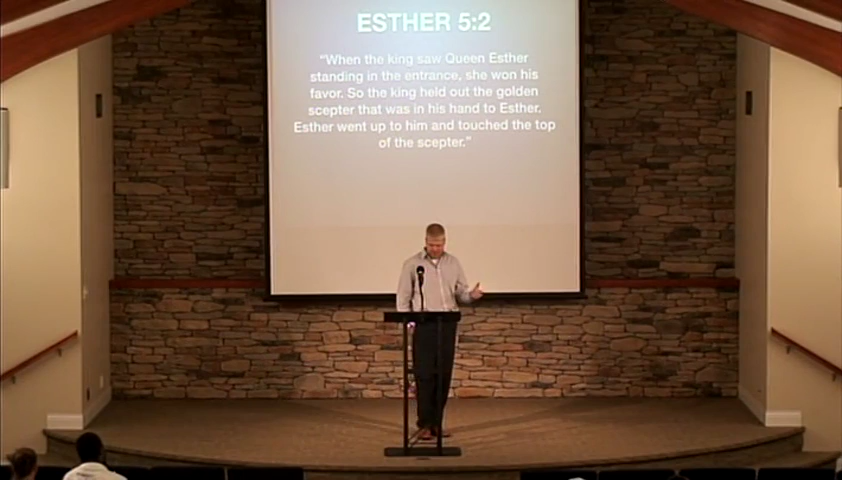 ESTHER 5:2
“When the king saw Queen Esther
standing in the entrance, she won his
favor. So the king held out the golden
scepter that was in his hand to Esther.
Esther went up to him and touched the top
of the scepter.”